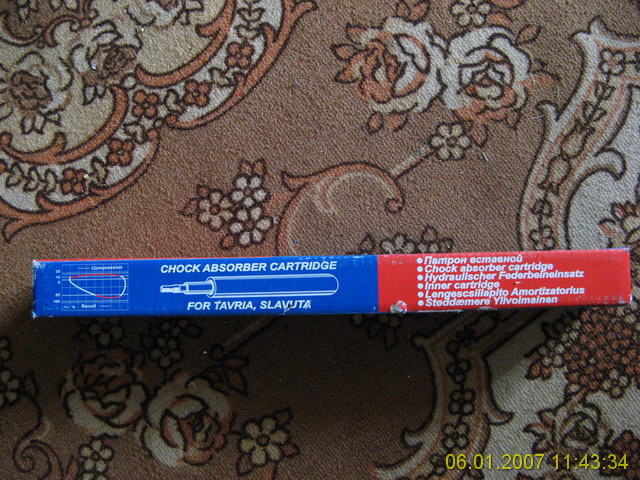 Compression
Recoil
CHOCK ABSORBER CARTRIDGE
FOR TAVRIA, SLAVUTA
Патрон вставной
Chock absorber cartridge
Hydraulischer Federbeineinsatz
Inner cartridge
Lengescsillapito Amortizatorius
Støddæmere Ylivoimainen
06.01.2007 11:43:34